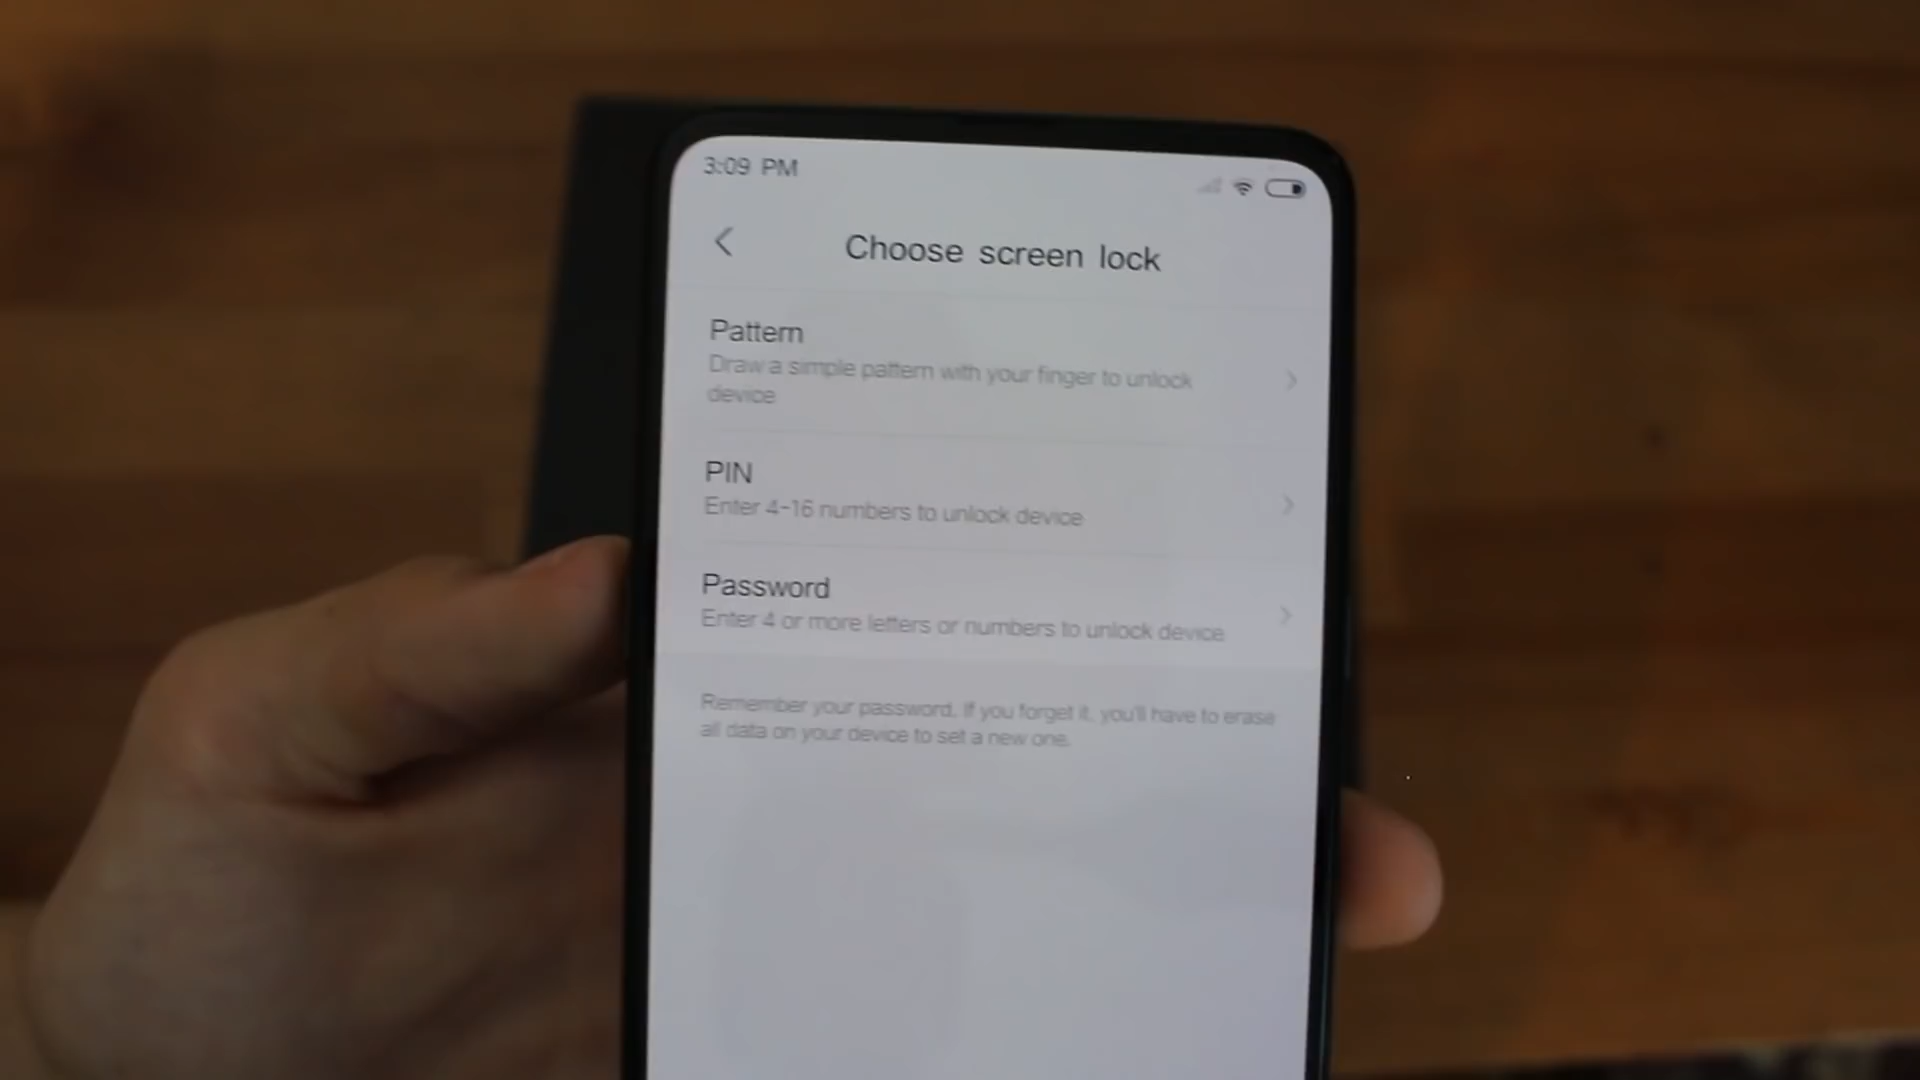 3:09 PM
Choose screen lock
Pattern
Draw a simple pattern with your finger to unlock
device
PIN
Enter 4-16 numbers to unlock device
Password
Enter 4 or more letters or numbers to unlock device
Remember your password. If you forget it, you'll have to erase
all data on your device to set a new one.